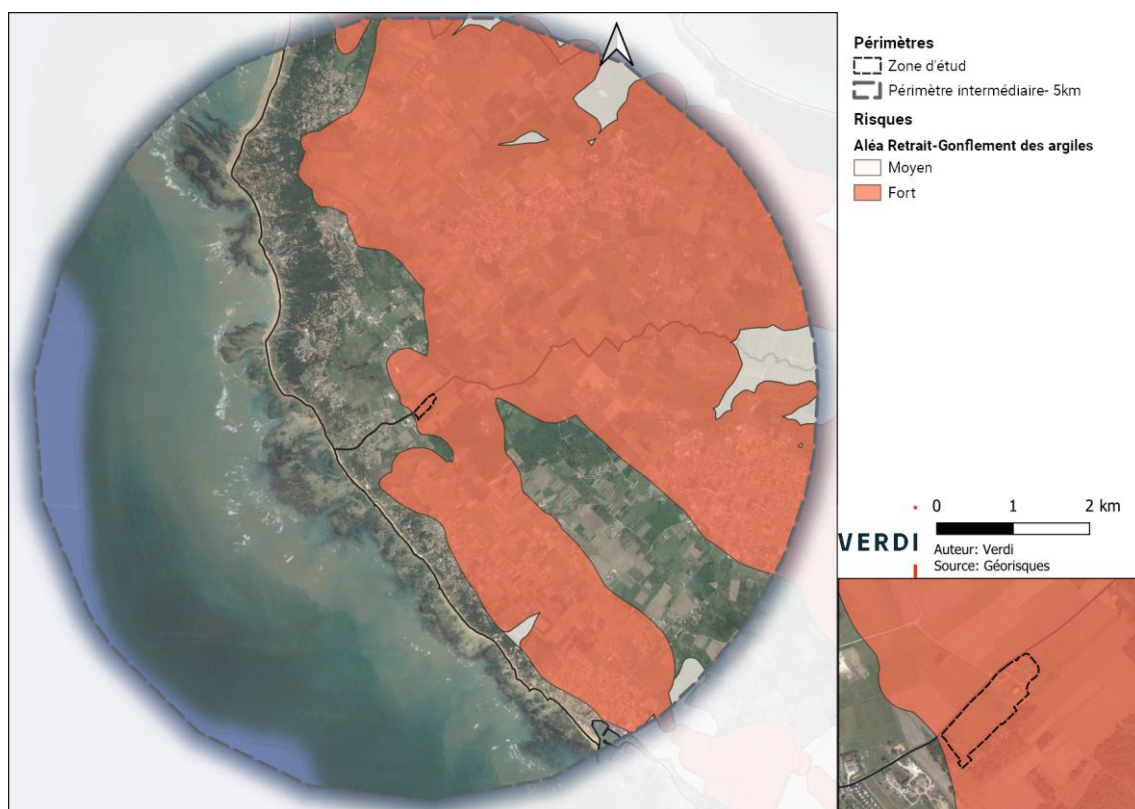 Périmètres
Zone d'étud
Périmètre intermédiaire- 5km
Risques
Aléa Retrait-Gonflement des argiles
Moyen
Fort
0 1 2 km
VERDI
Auteur: Verdi
Source: Géorisques